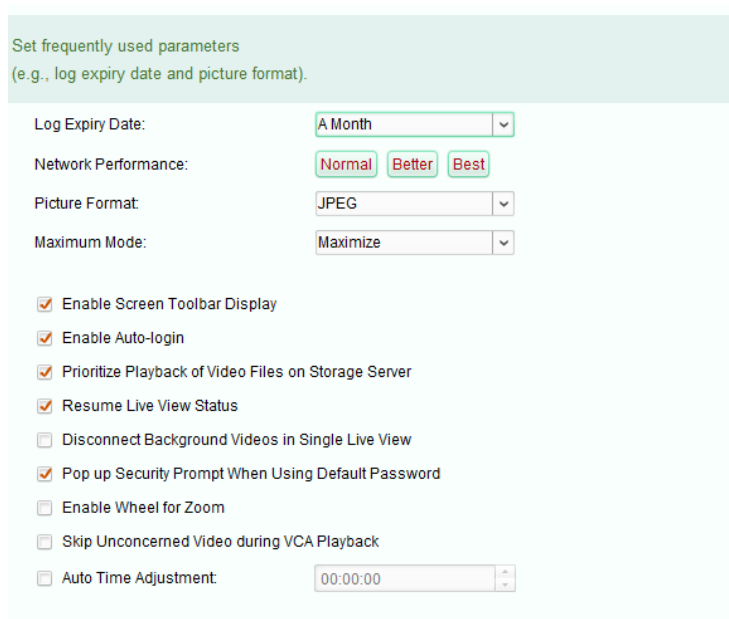 Set frequently used parameters
(e.g., log expiry date and picture format).
Log Expiry Date: A Month
Network Performance: Normal Better Best
Picture Format: JPEG
Maximum Mode: Maximize
Enable Screen Toolbar Display
Enable Auto-login
Prioritize Playback of Video Files on Storage Server
Resume Live View Status
Disconnect Background Videos in Single Live View
Pop up Security Prompt When Using Default Password
Enable Wheel for Zoom
Skip Unconcerned Video during VCA Playback
Auto Time Adjustment: 00:00:00